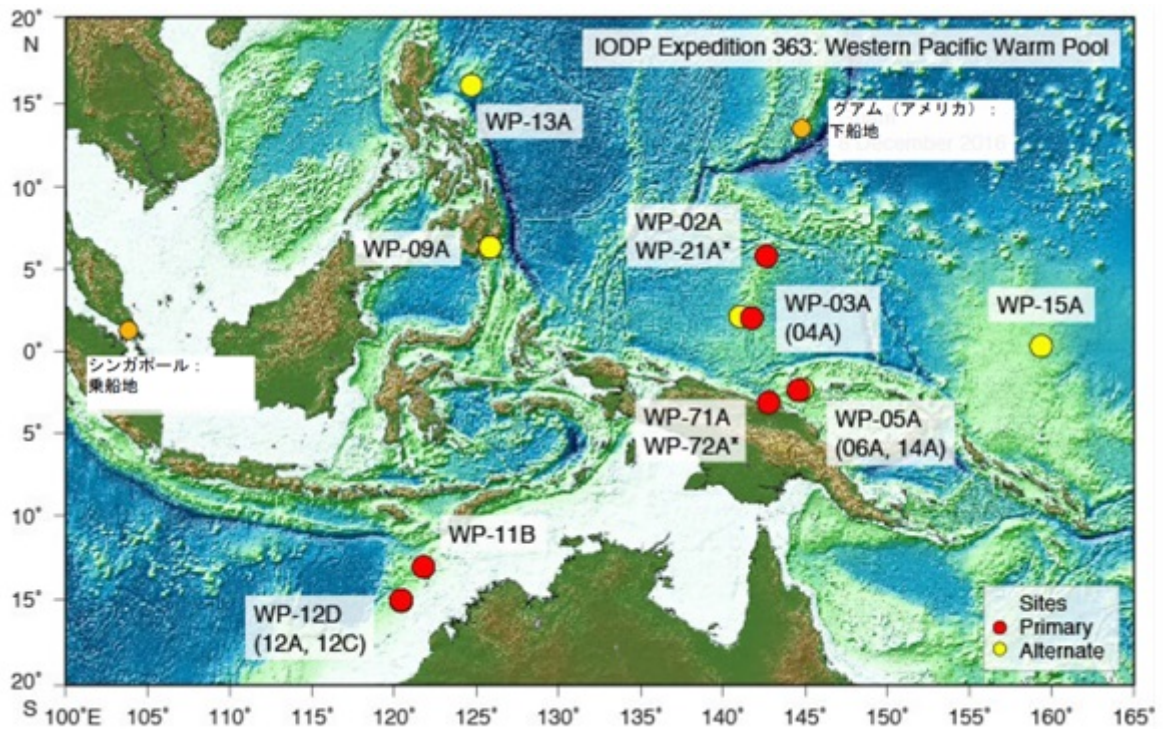 20°
N
15°
10°
5°
0°
5°
10°
15°
20°
S
100°E
105°
110°
115°
120°
125°
130°
135°
140°
145°
150°
155°
160°
165°
IODP Expedition 363: Western Pacific Warm Pool
WP-13A
グアム（アメリカ）：
下船地
WP-09A
WP-02A
WP-21A*
WP-03A
(04A)
WP-15A
シンガポール：
乗船地
WP-71A
WP-72A*
WP-05A
(06A, 14A)
WP-11B
WP-12D
(12A, 12C)
Sites
Primary
Alternate